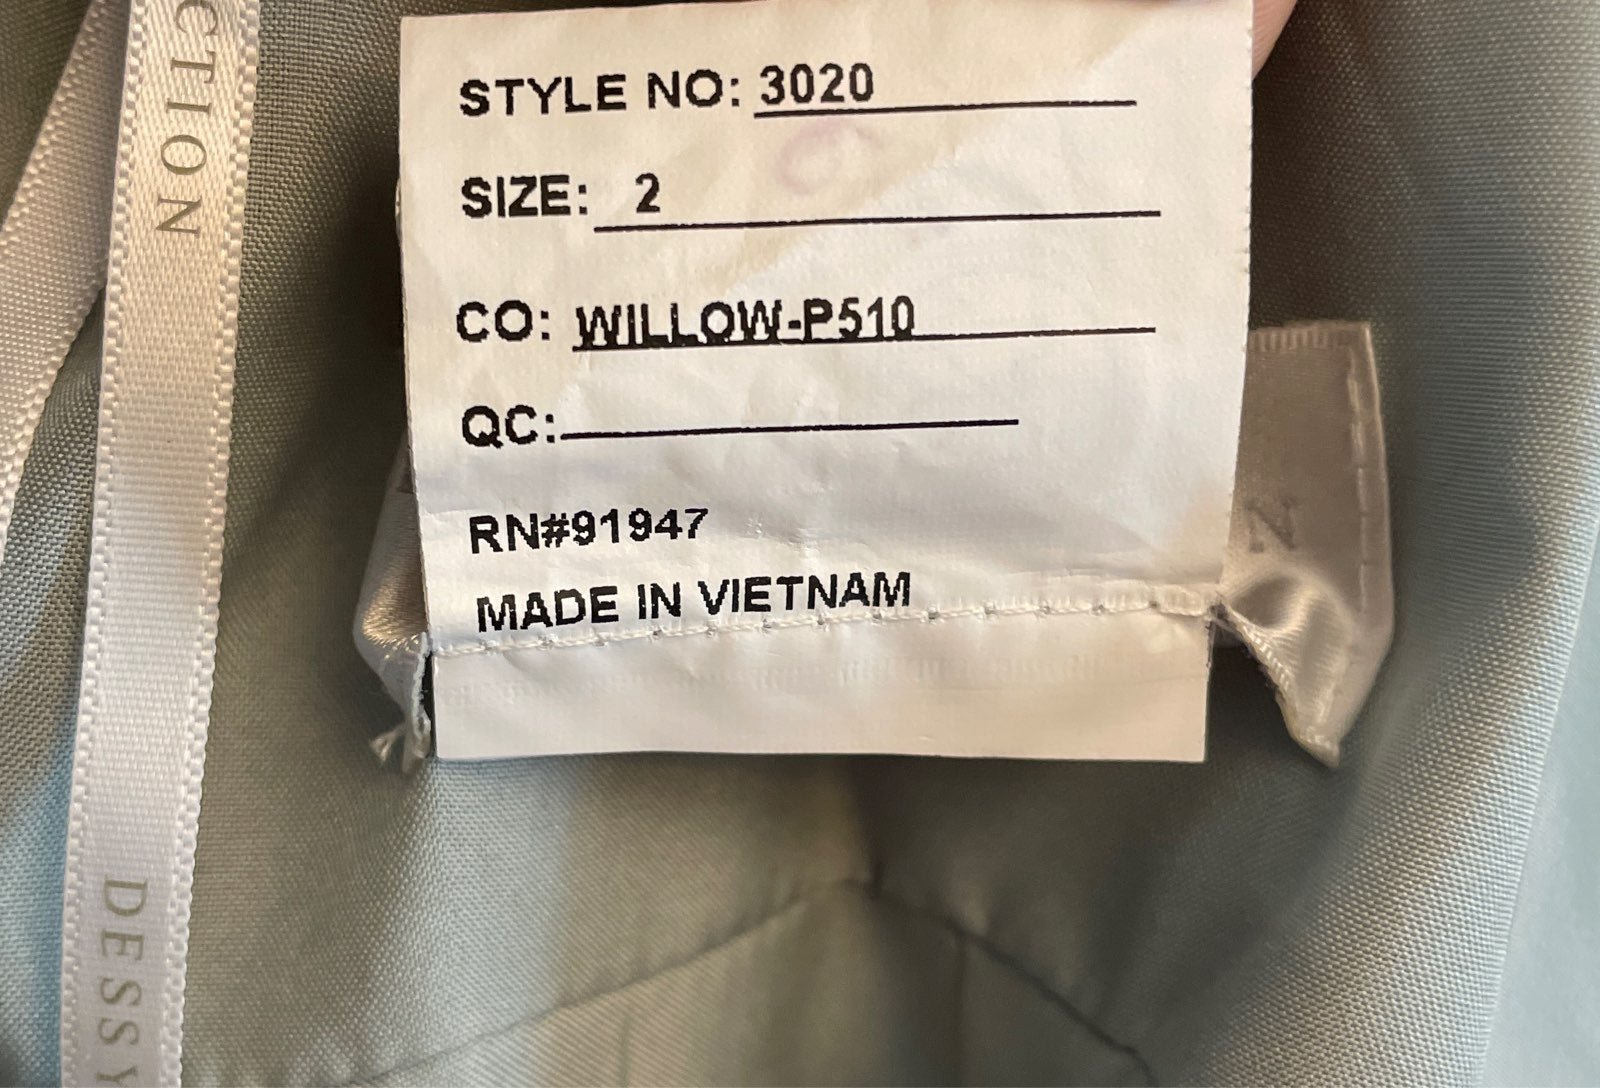 CTION
DESSY
STYLE NO: 3020
SIZE: 2
CO: WILLOW-P510
QC:
RN#91947
MADE IN VIETNAM